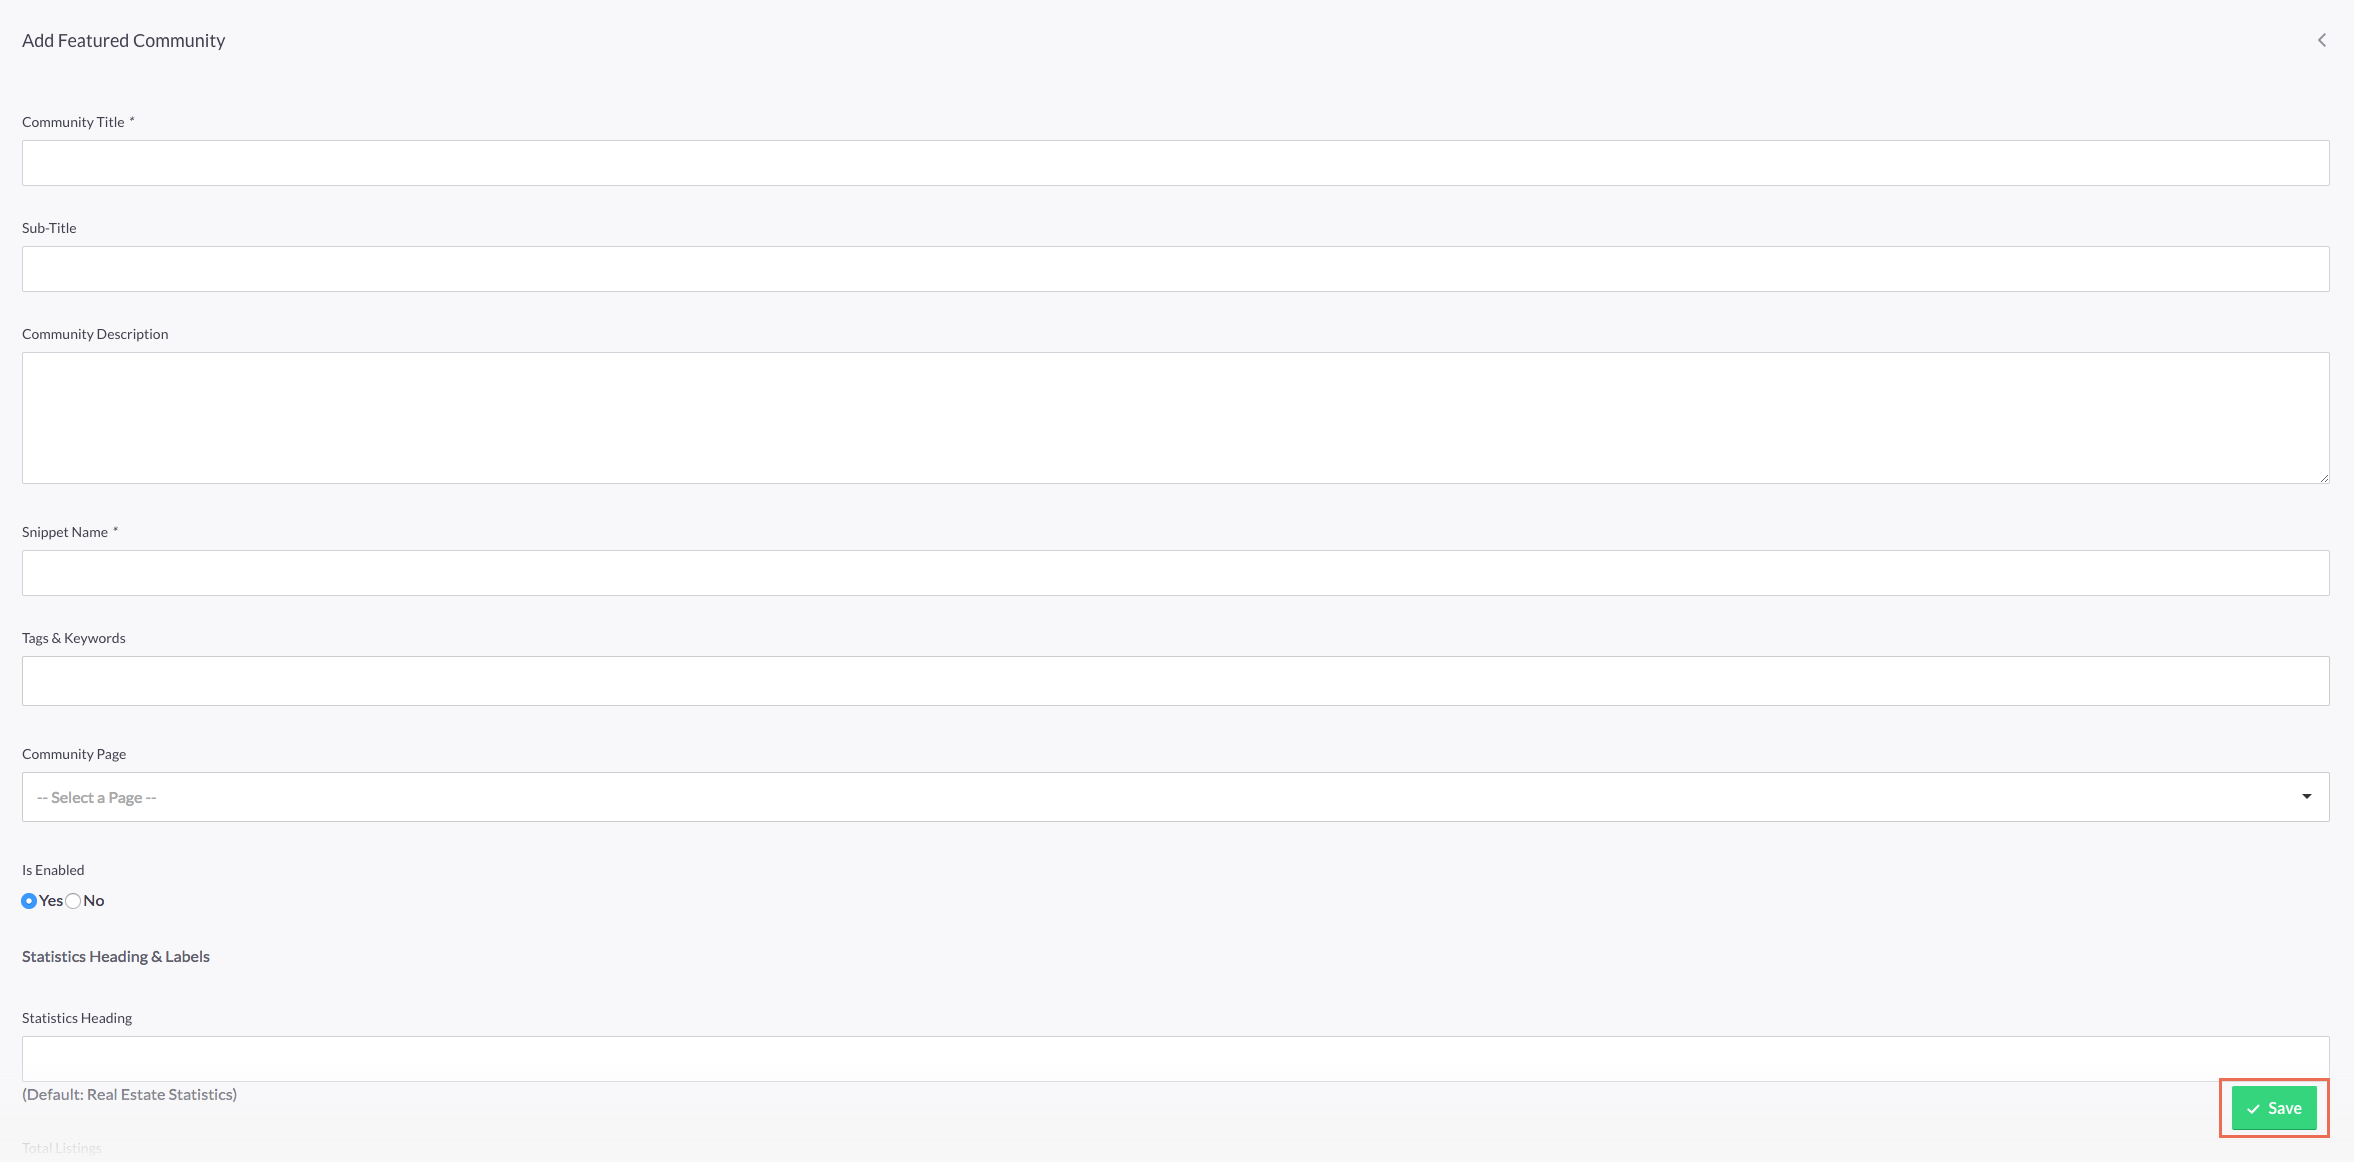 Add Featured Community
Community Title *
Sub-Title
Community Description
Snippet Name *
Tags & Keywords
Community Page
-- Select a Page --
Is Enabled
Yes No
Statistics Heading & Labels
Statistics Heading
(Default: Real Estate Statistics)
Save
Total Listings